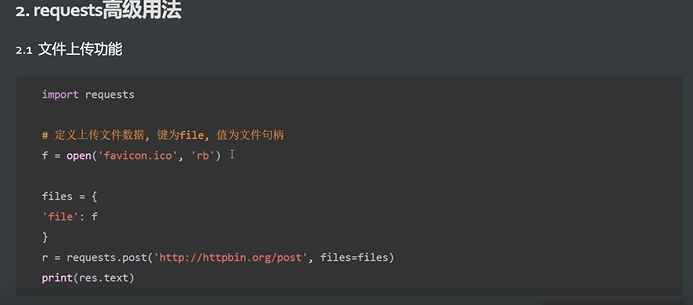 2. requests高级用法
2.1 文件上传功能
import requests
# 定义上传文件数据, 键为file, 值为文件句柄
f = open('favicon.ico', 'rb')
files = {
'file': f
}
r = requests.post('http://httpbin.org/post', files=files)
print(res.text)